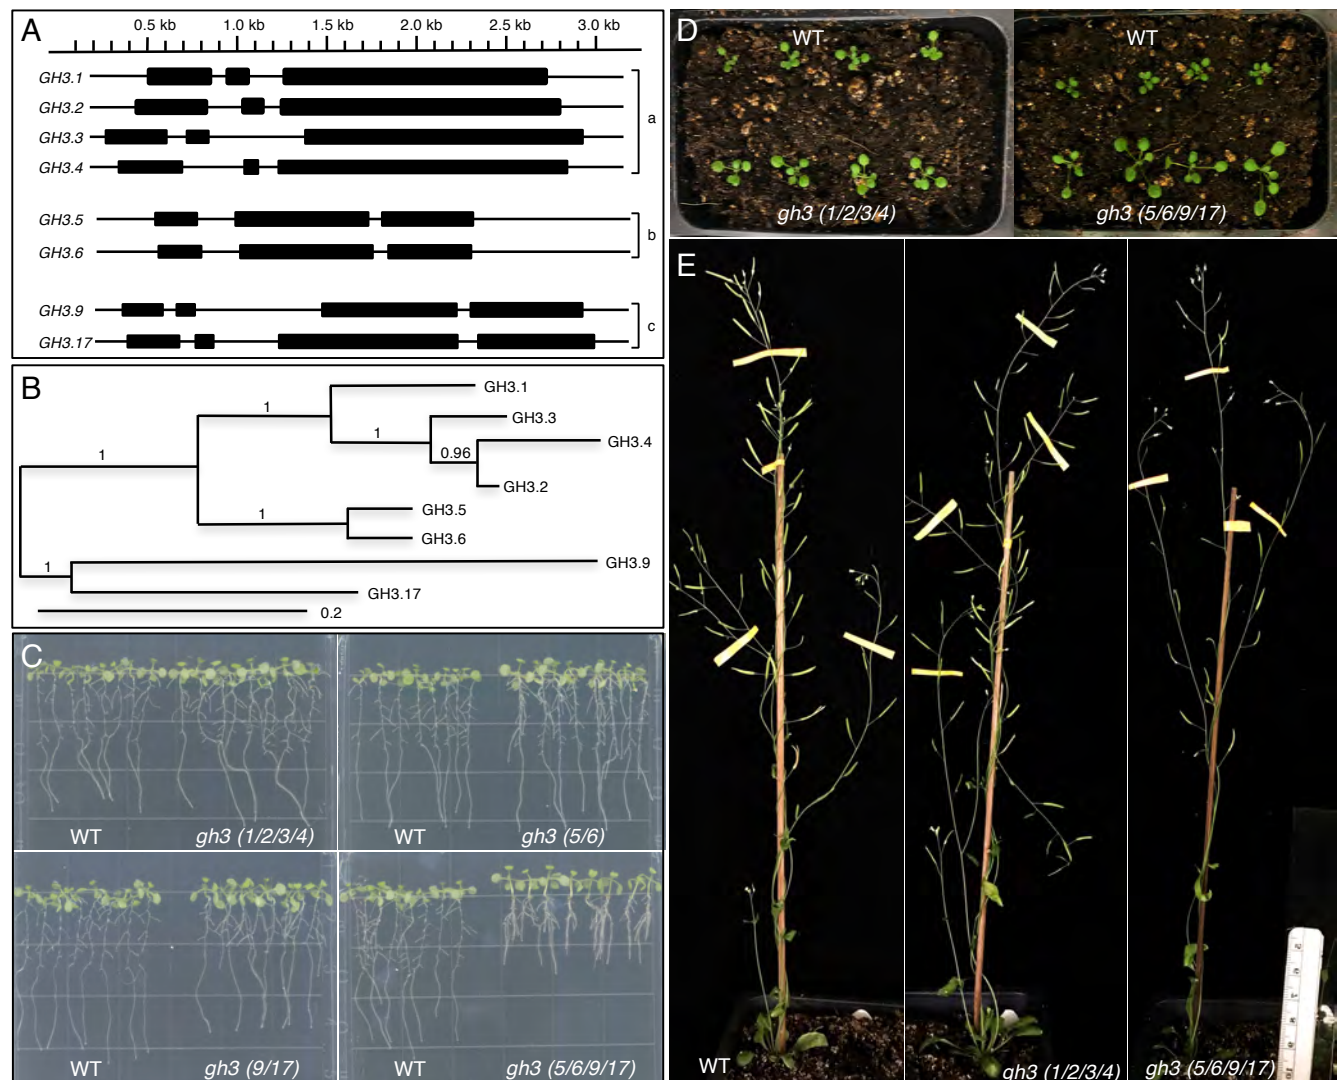 A
0.5 kb 1.0 kb 1.5 kb 2.0 kb 2.5 kb 3.0 kb
GH3.1
GH3.2
GH3.3
GH3.4
a
GH3.5
GH3.6
b
GH3.9
GH3.17
c
B
GH3.1
1
GH3.3
1
GH3.4
1
0.96
GH3.2
GH3.5
1
GH3.6
GH3.9
1
GH3.17
0.2
C
WT gh3 (1/2/3/4) WT gh3 (5/6)
WT gh3 (9/17) WT gh3 (5/6/9/17)
D
WT WT
gh3 (1/2/3/4) gh3 (5/6/9/17)
E
WT gh3 (1/2/3/4) gh3 (5/6/9/17)